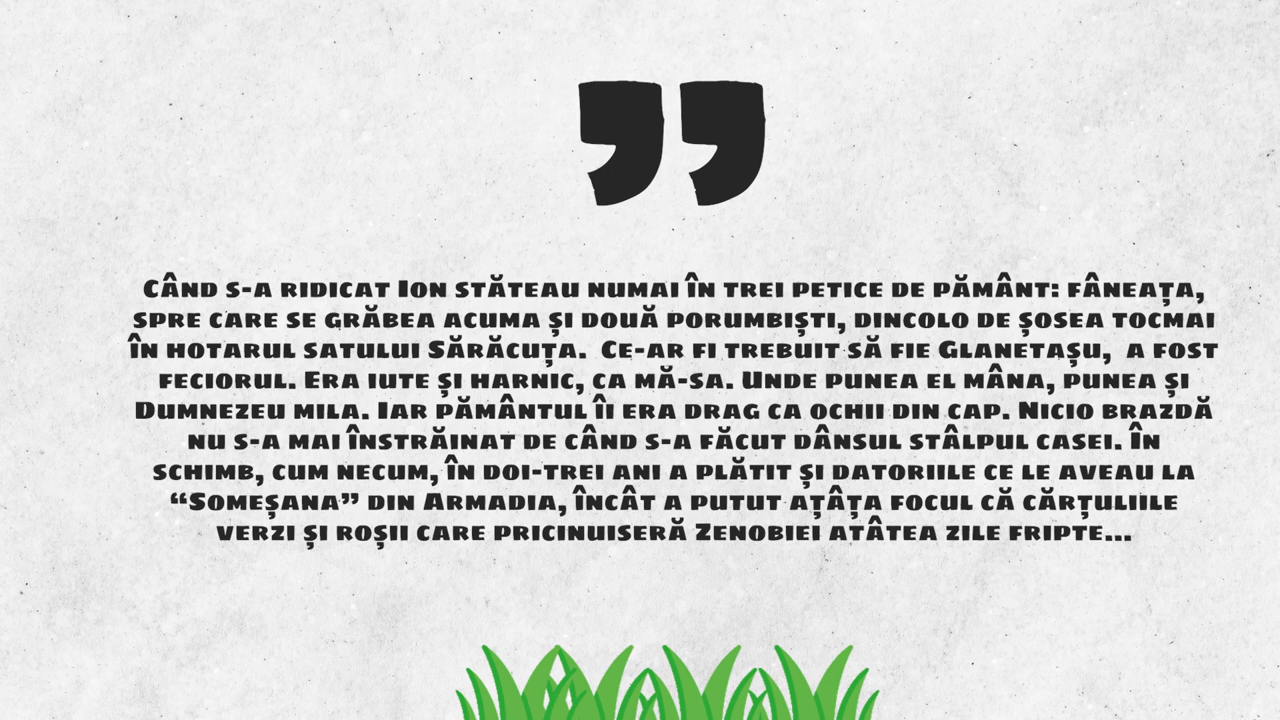 ”
Când s-a ridicat Ion stăteau numai în trei petice de pământ: fâneața,
spre care se grăbea acuma și două porumbiști, dincolo de șosea tocmai
în hotarul satului Sărăcuța.  Ce-ar fi trebuit să fie Glanetașu,  a fost
feciorul. Era iute și harnic, ca mă-sa. Unde punea el mâna, punea și
Dumnezeu mila. Iar pământul îi era drag ca ochii din cap. Nicio brazdă
nu s-a mai înstrăinat de când s-a făcut dânsul stâlpul casei. În
schimb, cum necum, în doi-trei ani a plătit și datoriile ce le aveau la
“Someșana” din Armadia, încât a putut ațâța focul că cărțuliile
verzi și roșii care pricinuiseră Zenobiei atâtea zile fripte...